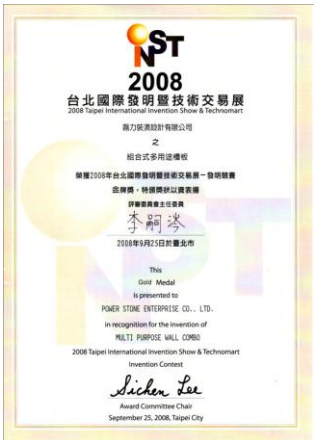 INST
2008
台北國際發明暨技術交易展
2008 Taipei International Invention Show & Technomart
磊力裝潢設計有限公司
之
組合式多用途槽板
榮獲2008年台北國際發明暨技術交易展－發明競賽
金牌獎，特頒獎狀以資表揚
評審委員會主任委員
李嗣涔
2008年9月25日於臺北市
This
Gold Medal
Is presented to
POWER STONE ENTERPRISE CO., LTD.
in recognition for the invention of
MULTI PURPOSE WALL COMBO
2008 Taipei International Invention Show & Technomart
Invention Contest
Sichen Lee
Award Committee Chair
September 25, 2008, Taipei City